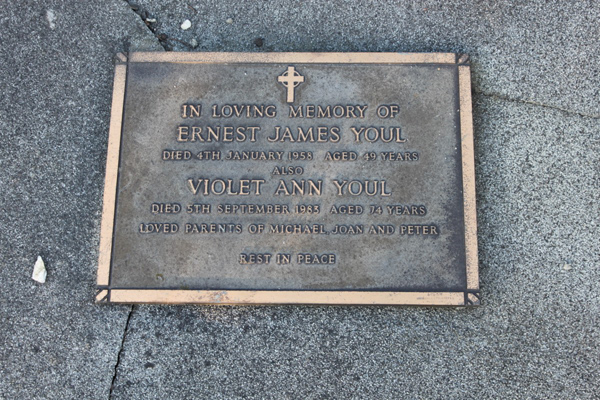 IN LOVING MEMORY OF
ERNEST JAMES YOUL
DIED 4TH JANUARY 1958 AGED 49 YEARS
ALSO
VIOLET ANN YOUL
DIED 5TH SEPTEMBER 1983 AGED 74 YEARS
LOVED PARENTS OF MICHAEL, JOAN AND PETER
REST IN PEACE